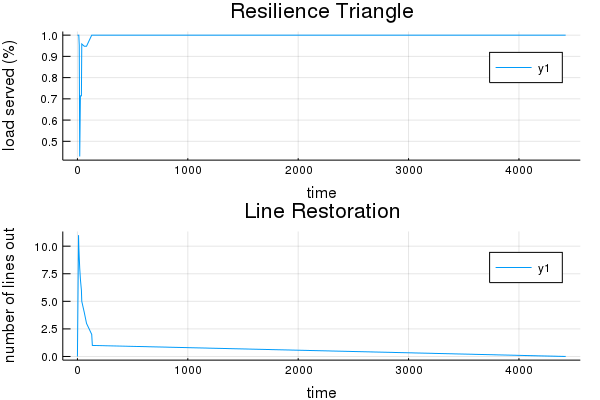 Resilience Triangle
load served (%)
1.0
0.9
0.8
0.7
0.6
0.5
y1
0 1000 2000 3000 4000
time
Line Restoration
number of lines out
10.0
7.5
5.0
2.5
0.0
y1
0 1000 2000 3000 4000
time